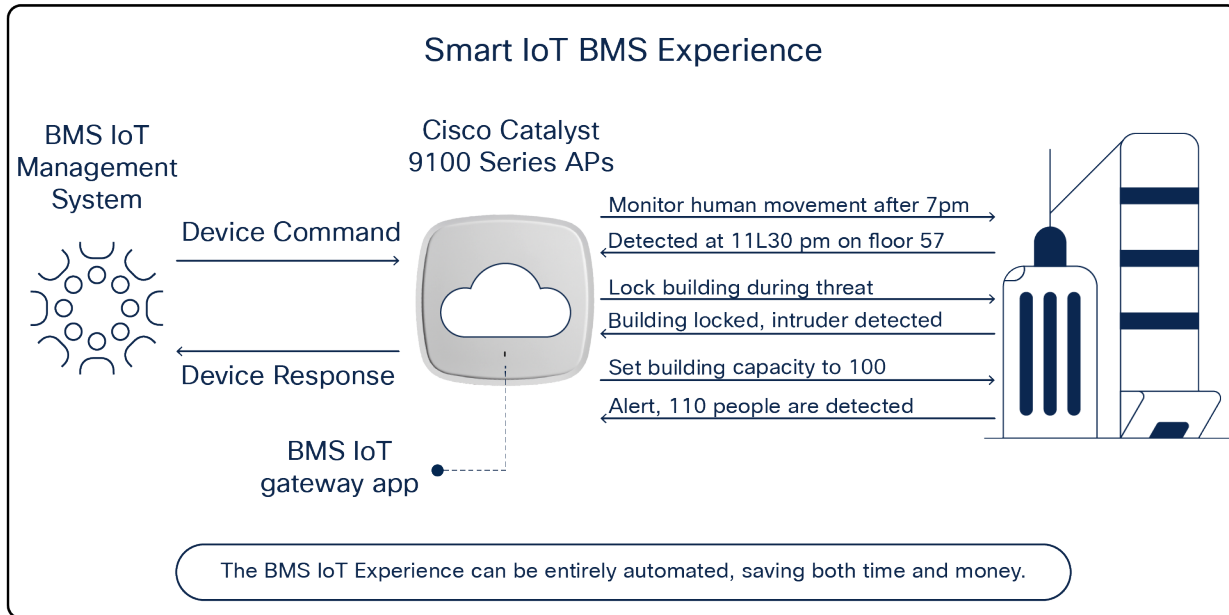 Smart IoT BMS Experience
BMS IoT
Management
System
Cisco Catalyst
9100 Series APs
Device Command
Device Response
BMS IoT
gateway app
Monitor human movement after 7pm
Detected at 11L30 pm on floor 57
Lock building during threat
Building locked, intruder detected
Set building capacity to 100
Alert, 110 people are detected
The BMS IoT Experience can be entirely automated, saving both time and money.